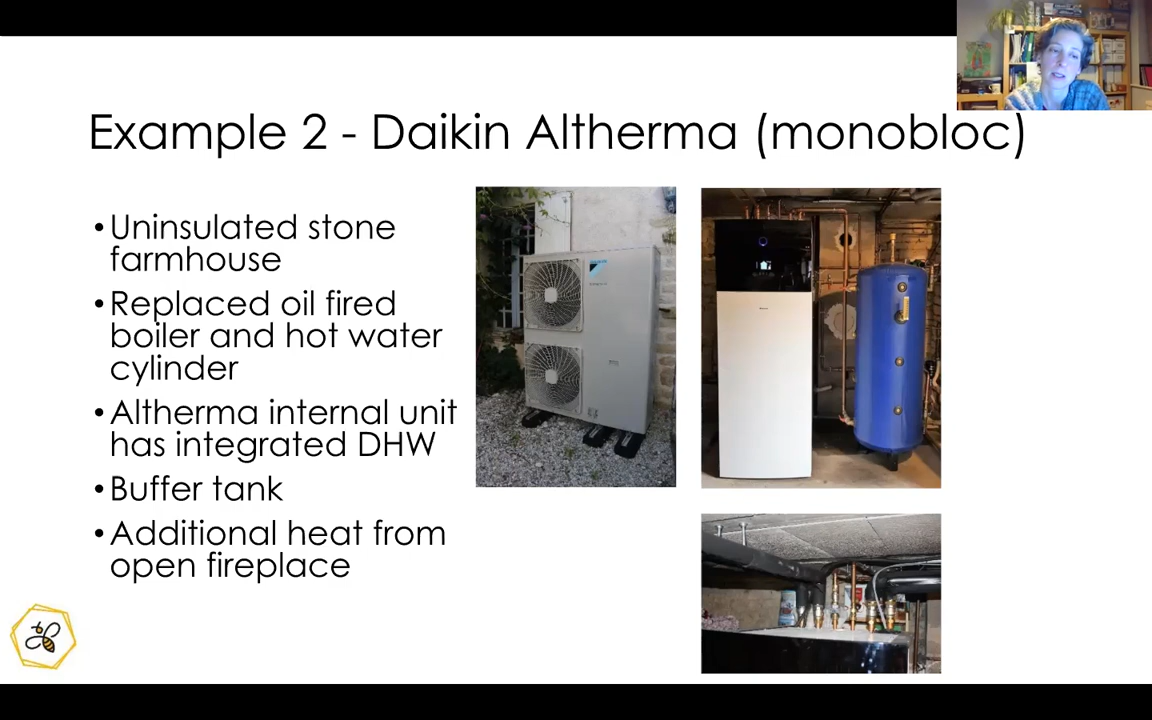 Example 2 - Daikin Altherma (monobloc)
• Uninsulated stone
farmhouse
• Replaced oil fired
boiler and hot water
cylinder
• Altherma internal unit
has integrated DHW
• Buffer tank
• Additional heat from
open fireplace